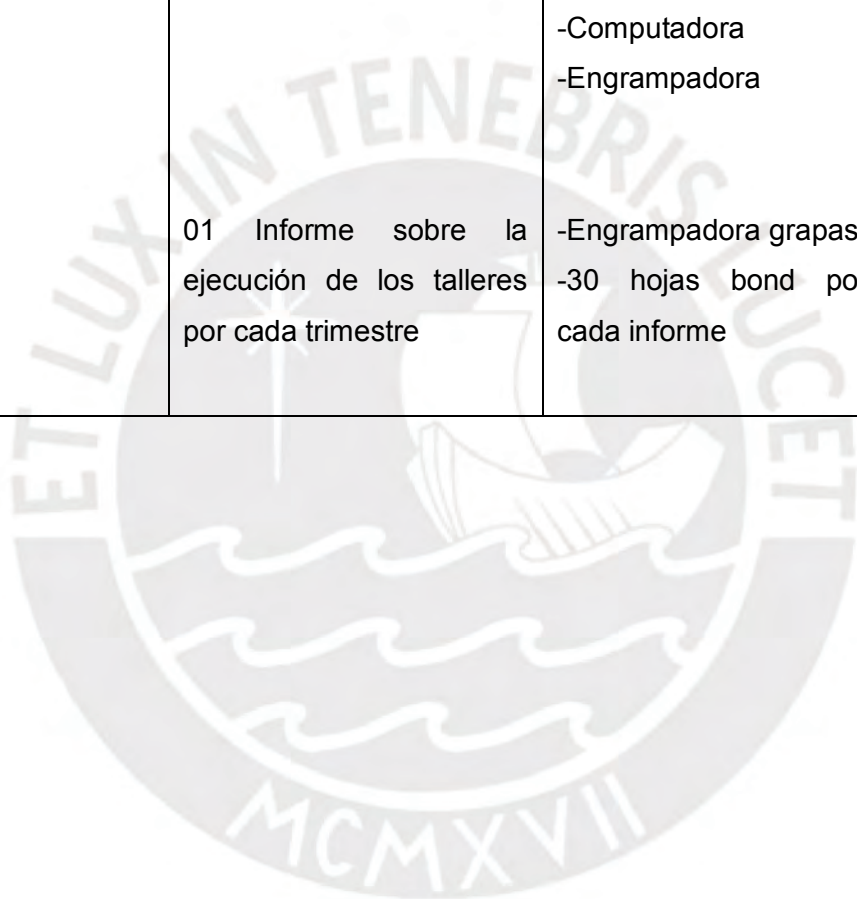 -Computadora
-Engrampadora
01 Informe sobre la
ejecución de los talleres
por cada trimestre
-Engrampadora grapas
-30 hojas bond po
cada informe
ET LUX IN TENEBRIS LUCET
MCMXVII